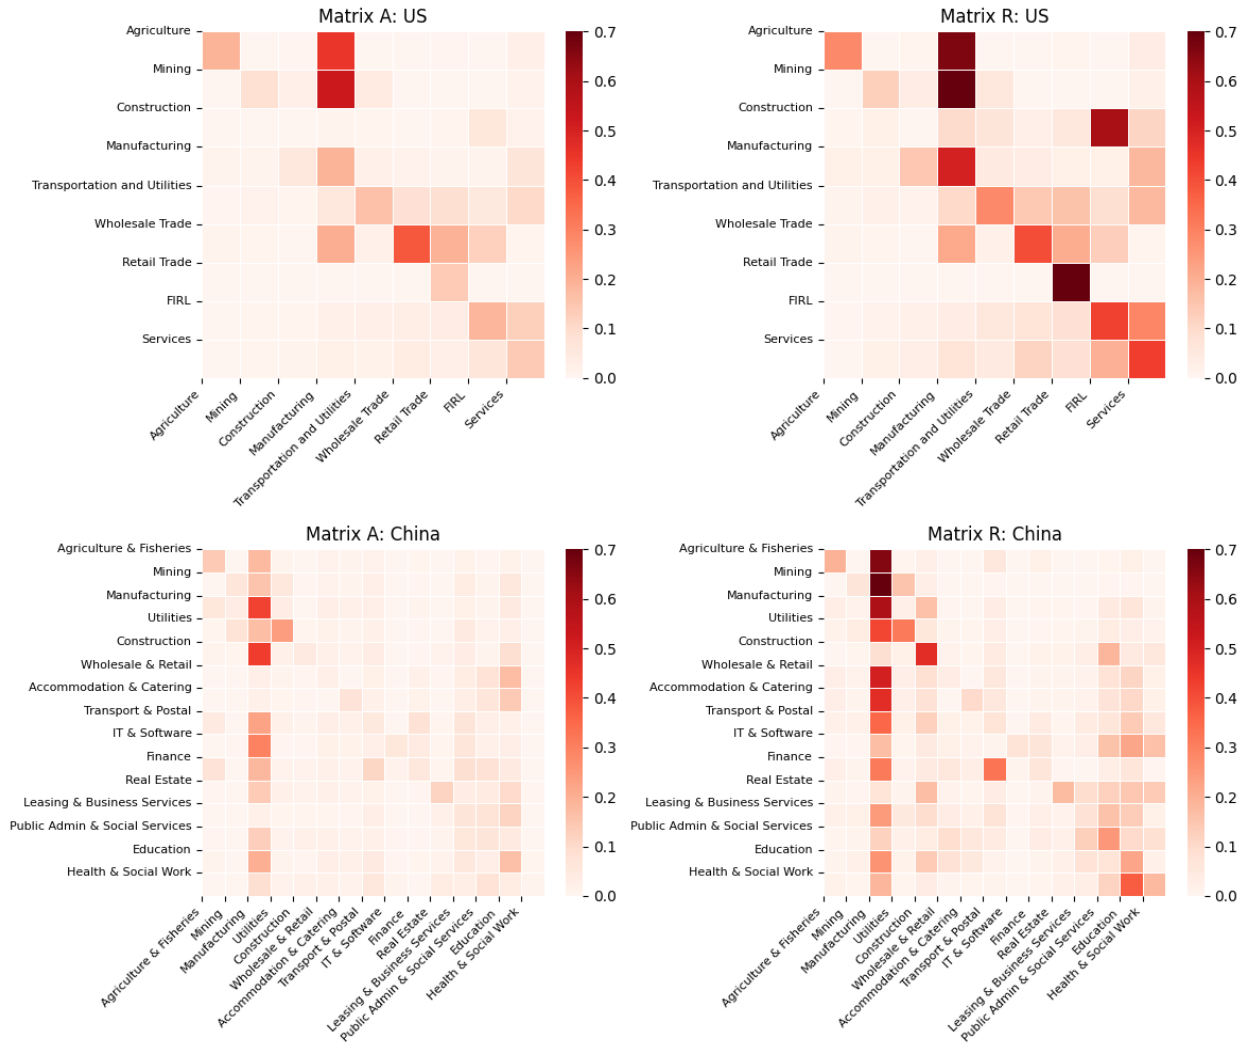 Matrix A: US
Agriculture
Mining
Construction
Manufacturing
Transportation and Utilities
Wholesale Trade
Retail Trade
FIRL
Services
0.7
0.6
0.5
0.4
0.3
0.2
0.1
0.0
Agriculture
Mining
Construction
Manufacturing
Transportation and Utilities
Wholesale Trade
Retail Trade
FIRL
Services
Matrix R: US
Agriculture
Mining
Construction
Manufacturing
Transportation and Utilities
Wholesale Trade
Retail Trade
FIRL
Services
0.7
0.6
0.5
0.4
0.3
0.2
0.1
0.0
Agriculture
Mining
Construction
Manufacturing
Transportation and Utilities
Wholesale Trade
Retail Trade
FIRL
Services
Matrix A: China
Agriculture & Fisheries
Mining
Manufacturing
Utilities
Construction
Wholesale & Retail
Accommodation & Catering
Transport & Postal
IT & Software
Finance
Real Estate
Leasing & Business Services
Public Admin & Social Services
Education
Health & Social Work
0.7
0.6
0.5
0.4
0.3
0.2
0.1
0.0
Agriculture & Fisheries
Mining
Manufacturing
Utilities
Construction
Wholesale & Retail
Accommodation & Catering
Transport & Postal
IT & Software
Finance
Real Estate
Leasing & Business Services
Public Admin & Social Services
Education
Health & Social Work
Matrix R: China
Agriculture & Fisheries
Mining
Manufacturing
Utilities
Construction
Wholesale & Retail
Accommodation & Catering
Transport & Postal
IT & Software
Finance
Real Estate
Leasing & Business Services
Public Admin & Social Services
Education
Health & Social Work
0.7
0.6
0.5
0.4
0.3
0.2
0.1
0.0
Agriculture & Fisheries
Mining
Manufacturing
Utilities
Construction
Wholesale & Retail
Accommodation & Catering
Transport & Postal
IT & Software
Finance
Real Estate
Leasing & Business Services
Public Admin & Social Services
Education
Health & Social Work